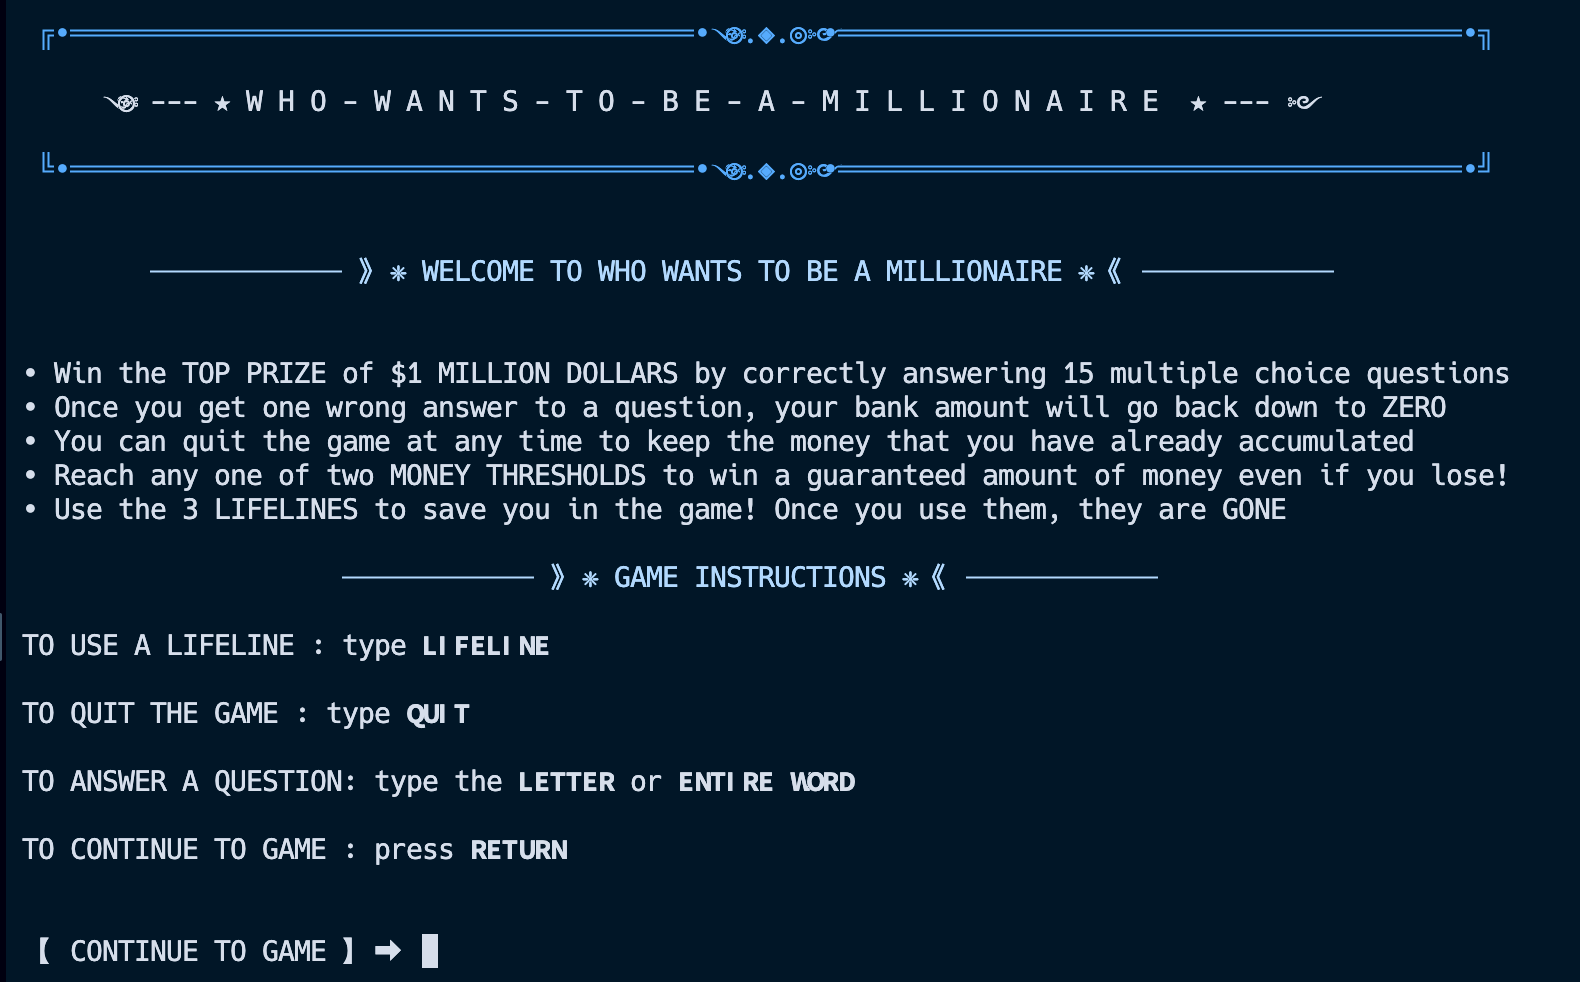 ★ W H O - W A N T S - T O - B E - A - M I L L I O N A I R E ★
》 ⁕ WELCOME TO WHO WANTS TO BE A MILLIONAIRE ⁕ 《
• Win the TOP PRIZE of $1 MILLION DOLLARS by correctly answering 15 multiple choice questions
• Once you get one wrong answer to a question, your bank amount will go back down to ZERO
• You can quit the game at any time to keep the money that you have already accumulated
• Reach any one of two MONEY THRESHOLDS to win a guaranteed amount of money even if you lose!
• Use the 3 LIFELINES to save you in the game! Once you use them, they are GONE
》 ⁕ GAME INSTRUCTIONS ⁕ 《
TO USE A LIFELINE : type LIFELINE
TO QUIT THE GAME : type QUIT
TO ANSWER A QUESTION: type the LETTER or ENTIRE WORD
TO CONTINUE TO GAME : press RETURN
【 CONTINUE TO GAME 】➡